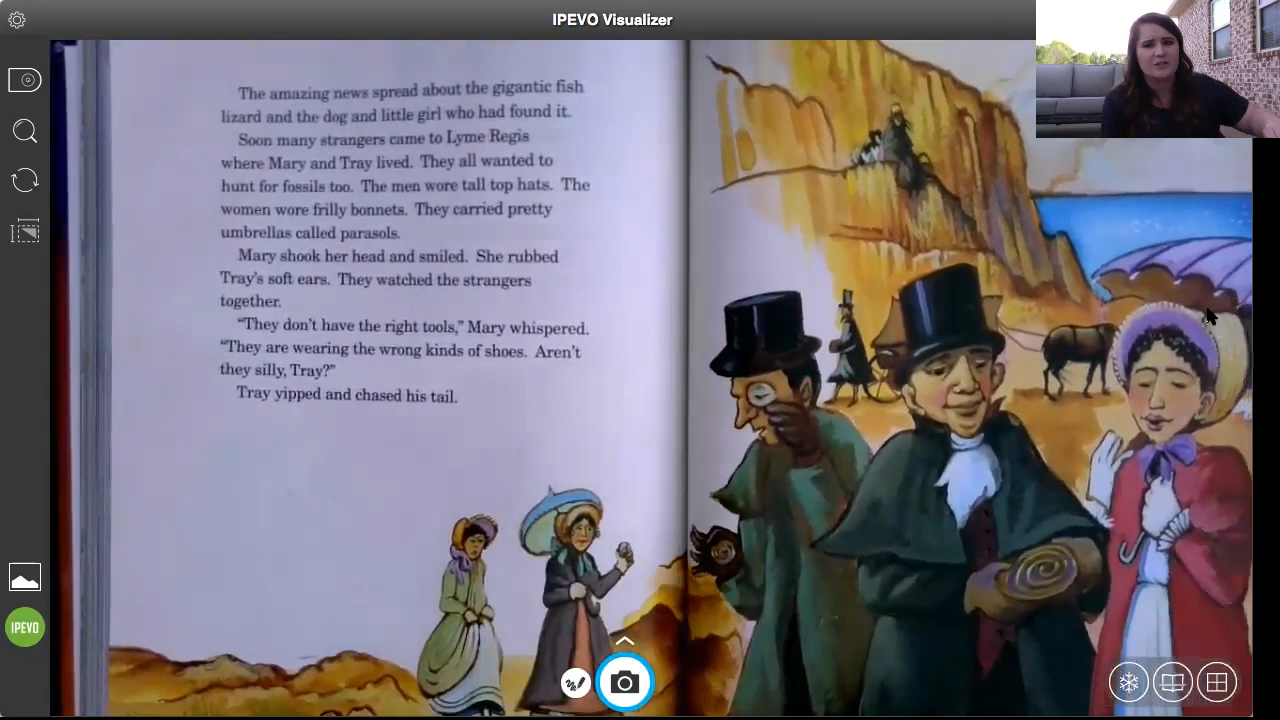 IPEVO Visualizer
The amazing news spread about the gigantic fish
lizard and the dog and little girl who had found it.
Soon many strangers came to Lyme Regis
where Mary and Tray lived. They all wanted to
hunt for fossils too. The men wore tall top hats. The
women wore frilly bonnets. They carried pretty
umbrellas called parasols.
Mary shook her head and smiled. She rubbed
Tray's soft ears. They watched the strangers
together.
"They don't have the right tools," Mary whispered.
"They are wearing the wrong kinds of shoes. Aren't
they silly, Tray?"
Tray yipped and chased his tail.
IPEVO